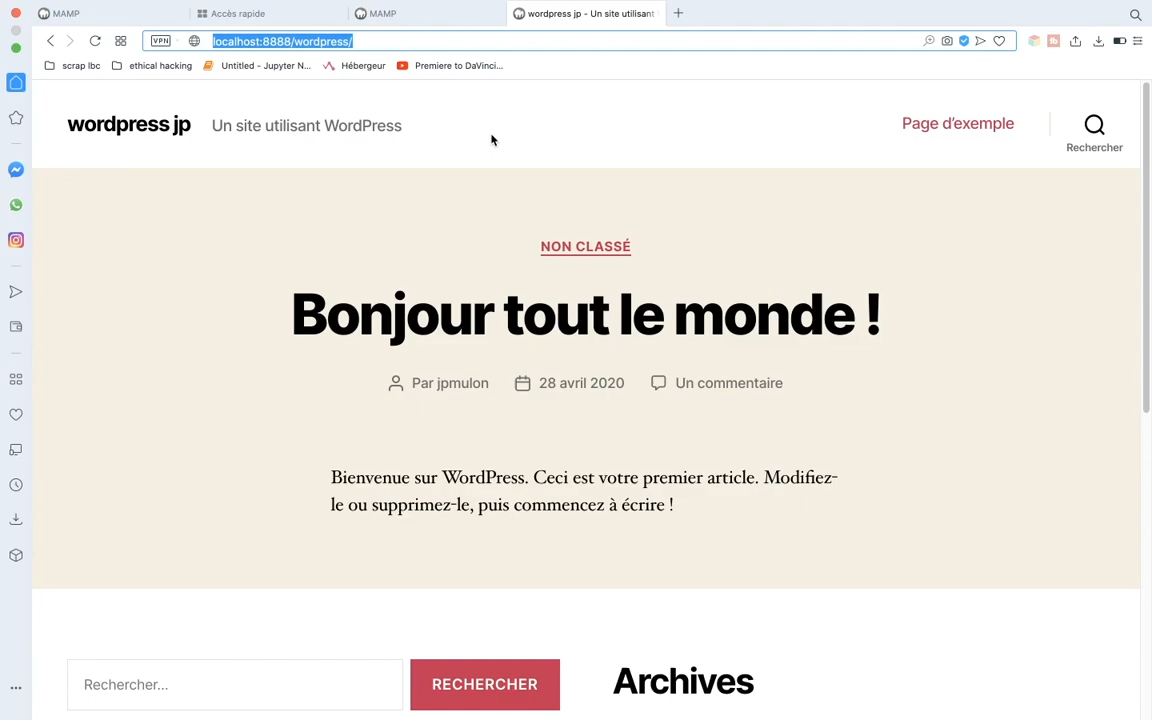 MAMP
Accès rapide
MAMP
wordpress jp - Un site utilisant
VPN
localhost:8888/wordpress/
scrap lbc
ethical hacking
Untitled - Jupyter N...
Hébergeur
Premiere to DaVinci...
wordpress jp
Un site utilisant WordPress
Page d'exemple
Rechercher
NON CLASSÉ
Bonjour tout le monde !
Par jpmulon
28 avril 2020
Un commentaire
Bienvenue sur WordPress. Ceci est votre premier article. Modifiez-
le ou supprimez-le, puis commencez à écrire !
Rechercher...
RECHERCHER
Archives